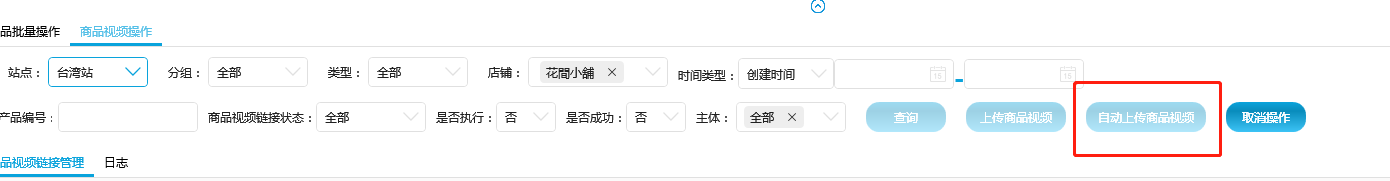 品批量操作 商品视频操作
站点： 台湾站 分组： 全部 类型： 全部 店铺： 花間小舖 × 时间类型： 创建时间 15 - 15
产品编号： 商品视频链接状态： 全部 是否执行： 否 是否成功： 否 主体： 全部 × 查询 上传商品视频 自动上传商品视频 取消操作
品视频链接管理 日志